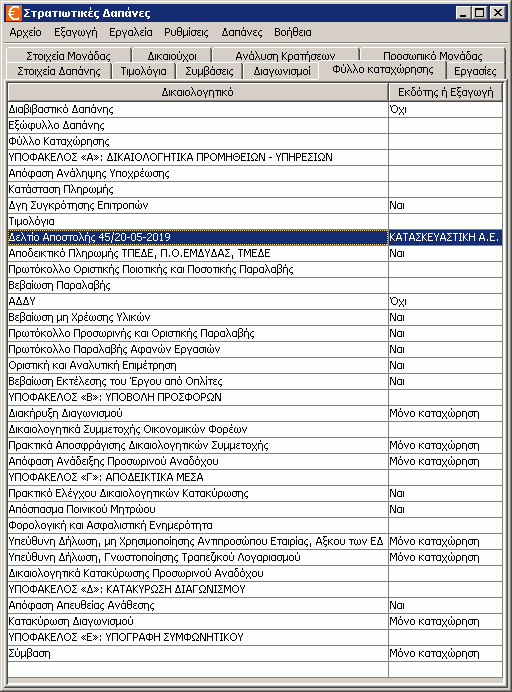 Στρατιωτικές Δαπάνες
Αρχείο Εξαγωγή Εργαλεία Ρυθμίσεις Δαπάνες Βοήθεια
Στοιχεία Μονάδας Δικαιούχοι Ανάλυση Κρατήσεων Προσωπικό Μονάδας
Στοιχεία Δαπάνης Τιμολόγια Συμβάσεις Διαγωνισμοί Φύλλο καταχώρησης Εργασίες
Δικαιολογητικό Εκδότης ή Εξαγωγή
Διαβιβαστικό Δαπάνης Όχι
Εξώφυλλο Δαπάνης
Φύλλο Καταχώρησης
ΥΠΟΦΑΚΕΛΟΣ «Α»: ΔΙΚΑΙΟΛΟΓΗΤΙΚΑ ΠΡΟΜΗΘΕΙΩΝ - ΥΠΗΡΕΣΙΩΝ
Απόφαση Ανάληψης Υποχρέωσης
Κατάσταση Πληρωμής
Δγη Συγκρότησης Επιτροπών Ναι
Τιμολόγια
Δελτίο Αποστολής 45/20-05-2019 ΚΑΤΑΣΚΕΥΑΣΤΙΚΗ Α.Ε.
Αποδεικτικό Πληρωμής ΤΠΕΔΕ, Π.Ο.ΕΜΔΥΔΑΣ, ΤΜΕΔΕ Ναι
Πρωτόκολλο Οριστικής Ποιοτικής και Ποσοτικής Παραλαβής
Βεβαίωση Παραλαβής
ΑΔΔΥ Όχι
Βεβαίωση μη Χρέωσης Υλικών Ναι
Πρωτόκολλο Προσωρινής και Οριστικής Παραλαβής Ναι
Πρωτόκολλο Παραλαβής Αφανών Εργασιών Ναι
Οριστική και Αναλυτική Επιμέτρηση Ναι
Βεβαίωση Εκτέλεσης του Έργου από Οπλίτες Ναι
ΥΠΟΦΑΚΕΛΟΣ «Β»: ΥΠΟΒΟΛΗ ΠΡΟΣΦΟΡΩΝ
Διακήρυξη Διαγωνισμού Μόνο καταχώρηση
Δικαιολογητικά Συμμετοχής Οικονομικών Φορέων
Πρακτικά Αποσφράγισης Δικαιολογητικών Συμμετοχής Μόνο καταχώρηση
Απόφαση Ανάδειξης Προσωρινού Αναδόχου Μόνο καταχώρηση
ΥΠΟΦΑΚΕΛΟΣ «Γ»: ΑΠΟΔΕΙΚΤΙΚΑ ΜΕΣΑ
Πρακτικό Ελέγχου Δικαιολογητικών Κατακύρωσης Ναι
Απόσπασμα Ποινικού Μητρώου Ναι
Φορολογική και Ασφαλιστική Ενημερότητα
Υπεύθυνη Δήλωση, μη Χρησιμοποίησης Αντιπροσώπου Εταιρίας, Αξκου των ΕΔ Μόνο καταχώρηση
Υπεύθυνη Δήλωση, Γνωστοποίησης Τραπεζικού Λογαριασμού Μόνο καταχώρηση
Δικαιολογητικά Κατακύρωσης Προσωρινού Αναδόχου
ΥΠΟΦΑΚΕΛΟΣ «Δ»: ΚΑΤΑΚΥΡΩΣΗ ΔΙΑΓΩΝΙΣΜΟΥ
Απόφαση Απευθείας Ανάθεσης Ναι
Κατακύρωση Διαγωνισμού Μόνο καταχώρηση
ΥΠΟΦΑΚΕΛΟΣ «Ε»: ΥΠΟΓΡΑΦΗ ΣΥΜΦΩΝΗΤΙΚΟΥ
Σύμβαση Μόνο καταχώρηση